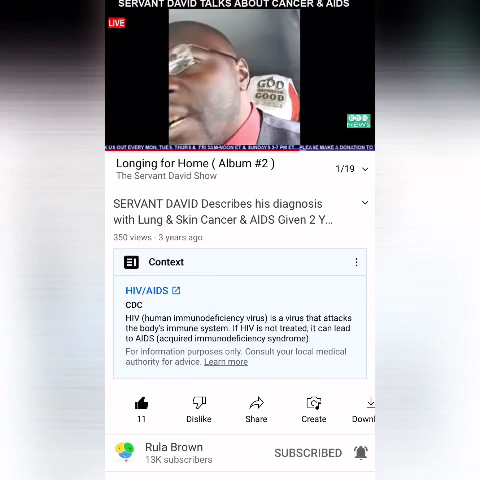 SERVANT DAVID TALKS ABOUT CANCER & AIDS
LIVE
GOD
GOOD
NEWS
K US OUT EVERY MON, TUES, THURS & FRI 9AM-NOON ET & SUNDAYS 3-7 PM ET...PLEASE MAKE A DONATION TO
Longing for Home ( Album #2 )
1/19
The Servant David Show
SERVANT DAVID Describes his diagnosis
with Lung & Skin Cancer & AIDS Given 2 Y...
350 views · 3 years ago
Context
HIV/AIDS
CDC
HIV (human immunodeficiency virus) is a virus that attacks
the body's immune system. If HIV is not treated, it can lead
to AIDS (acquired immunodeficiency syndrome).
For information purposes only. Consult your local medical
authority for advice. Learn more
11
Dislike
Share
Create
Downl
Rula Brown
13K subscribers
SUBSCRIBED